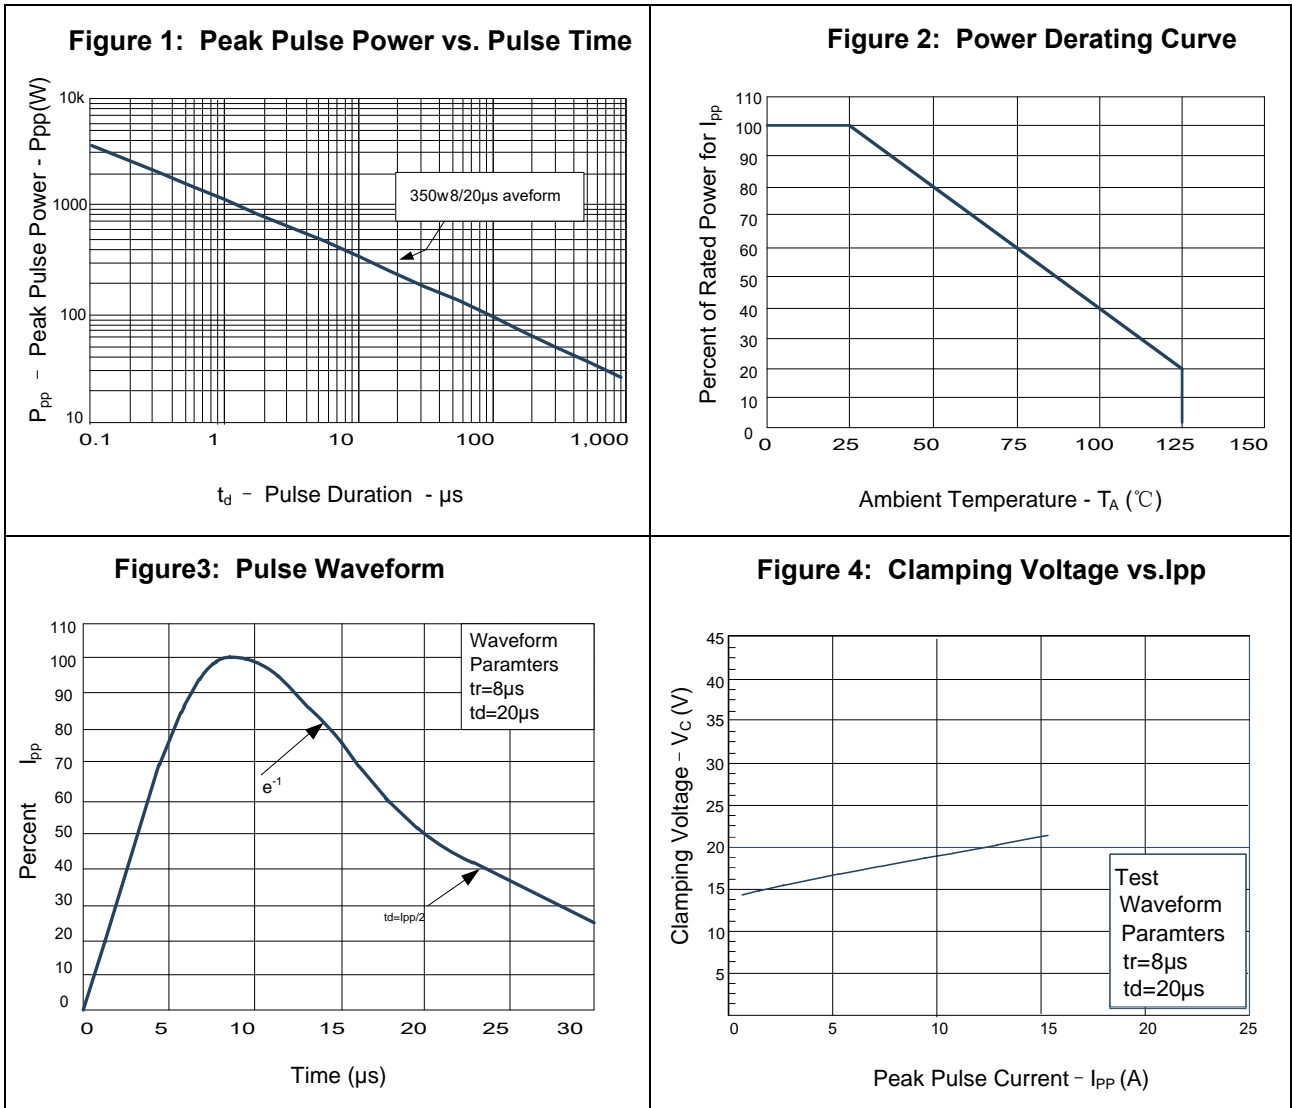 Figure 1: Peak Pulse Power vs. Pulse Time
Ppp – Peak Pulse Power - Ppp(W)
10k
1000
100
10
350w8/20µs aveform
0.1 1 10 100 1,000
td – Pulse Duration - µs
Figure 2: Power Derating Curve
Percent of Rated Power for Ipp
110
100
90
80
70
60
50
40
30
20
10
0
0 25 50 75 100 125 150
Ambient Temperature - TA (℃)
Figure3: Pulse Waveform
Percent Ipp
110
100
90
80
70
60
50
40
30
20
10
0
Waveform
Paramters
tr=8µs
td=20µs
e-1
td=Ipp/2
0 5 10 15 20 25 30
Time (µs)
Figure 4: Clamping Voltage vs.Ipp
Clamping Voltage – VC (V)
45
40
35
30
25
20
15
10
5
Test
Waveform
Paramters
tr=8µs
td=20µs
0 5 10 15 20 25
Peak Pulse Current – IPP (A)